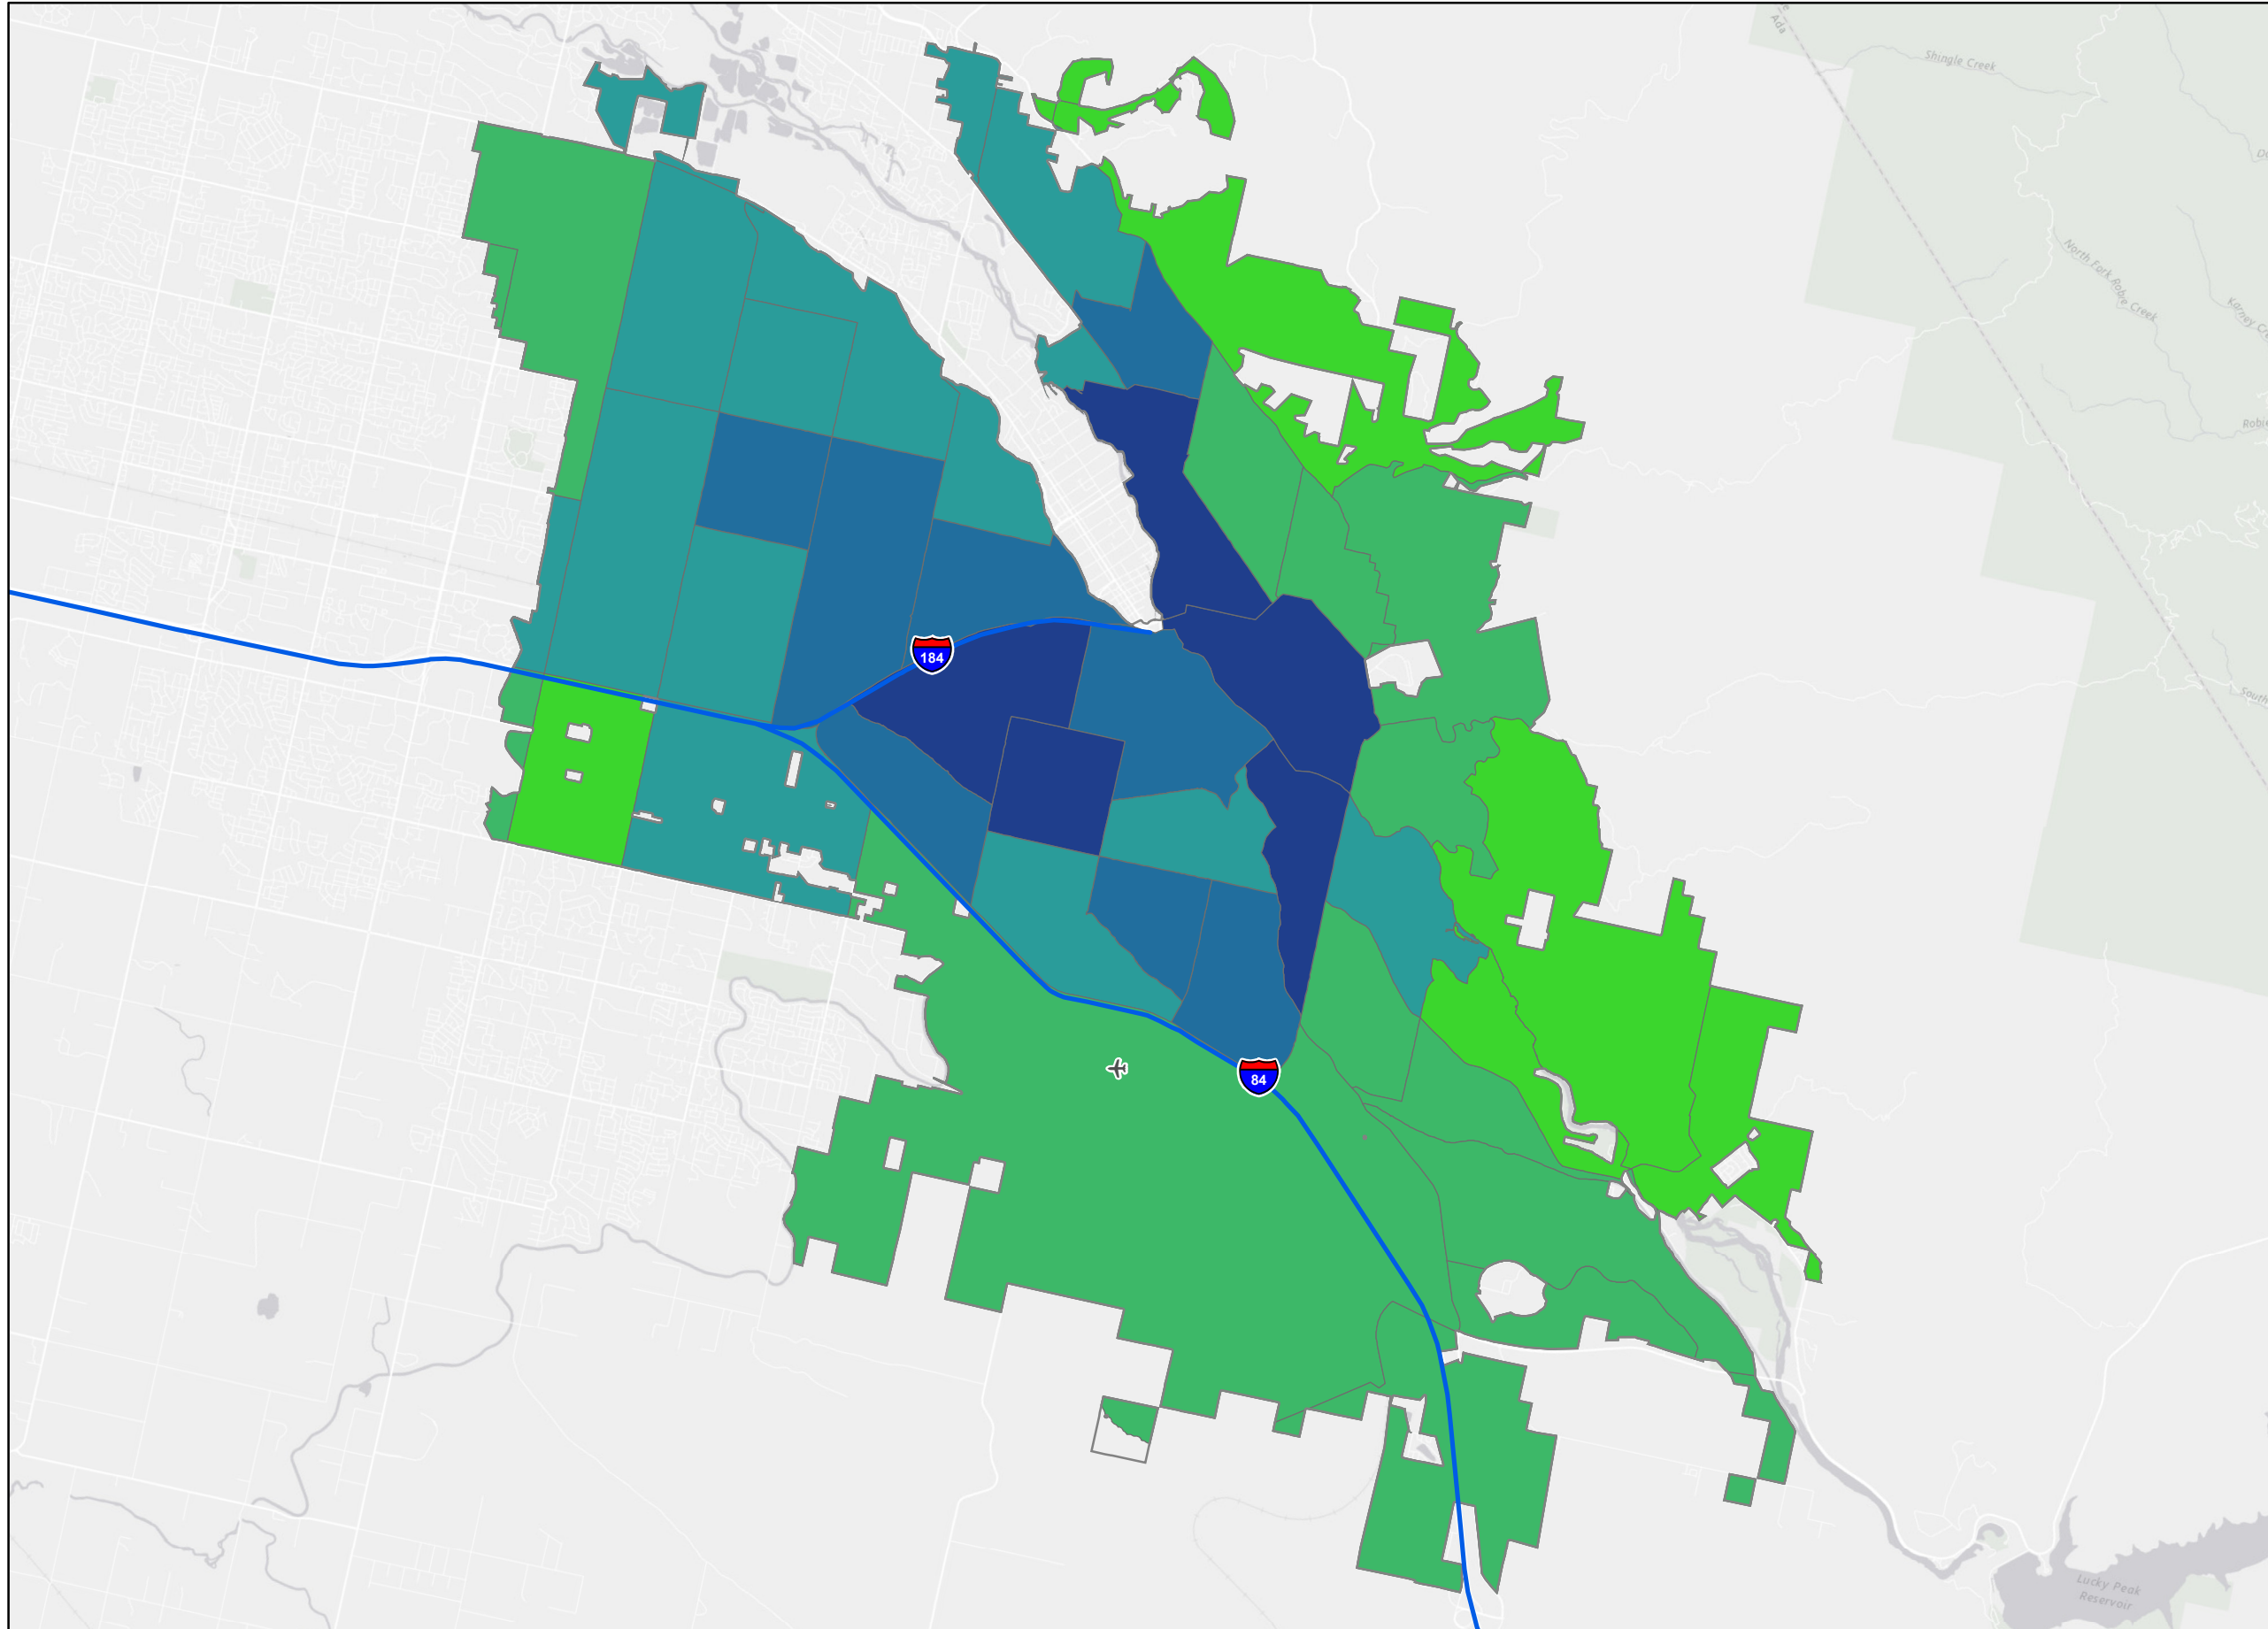 Ada
Shingle Creek
North Fork Robie Creek
184
84
Lucky Peak
Reservoir